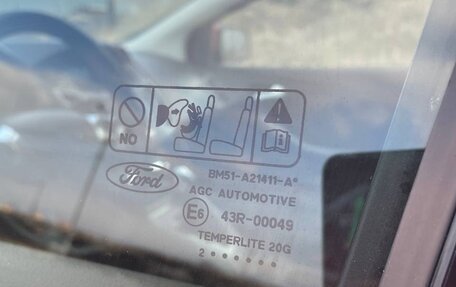 NO
BM51-A21411-A*
Ford
AGC AUTOMOTIVE
E6 43R-00049
TEMPERLITE 20G
2 • • • • • •